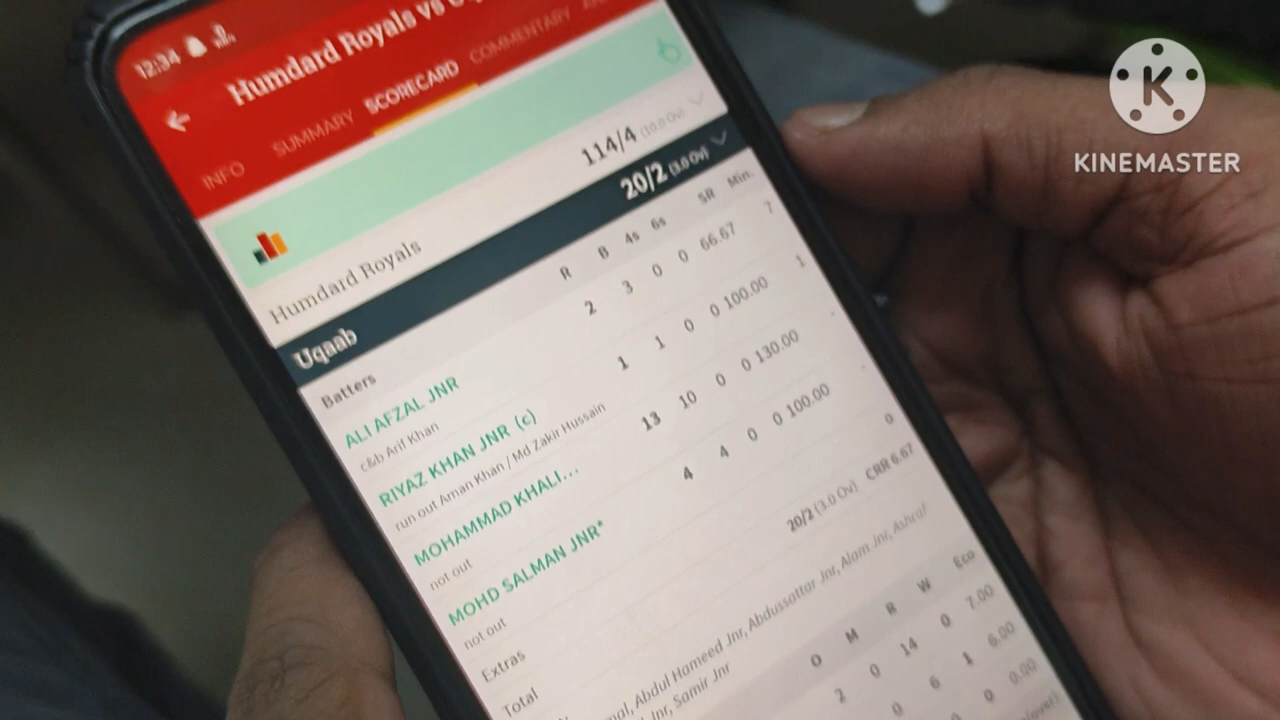 12:34
Humdard Royals vs
INFO SUMMARY SCORECARD COMMENTARY
K
KINEMASTER
Humdard Royals 114/4 (10.0 Ov)
Uqaab 20/2 (3.0 Ov)
Batters R B 4s 6s SR Min.
ALI AFZAL JNR 2 3 0 0 66.67 7
c&b Arif Khan
RIYAZ KHAN JNR (c) 1 1 0 0 100.00 1
run out Aman Khan / Md Zakir Hussain
MOHAMMAD KHALI... 13 10 0 0 130.00 -
not out
MOHD SALMAN JNR* 4 4 0 0 100.00 -
not out
Extras 0
Total 20/2 (3.0 Ov) CRR 6.67
Abdul Hameed Jnr, Abdussattar Jnr, Alam Jnr, Ashraf
Jnr, Samir Jnr
O M R W Eco
2 0 14 0 7.00
0 6 1 6.00
0 0.00